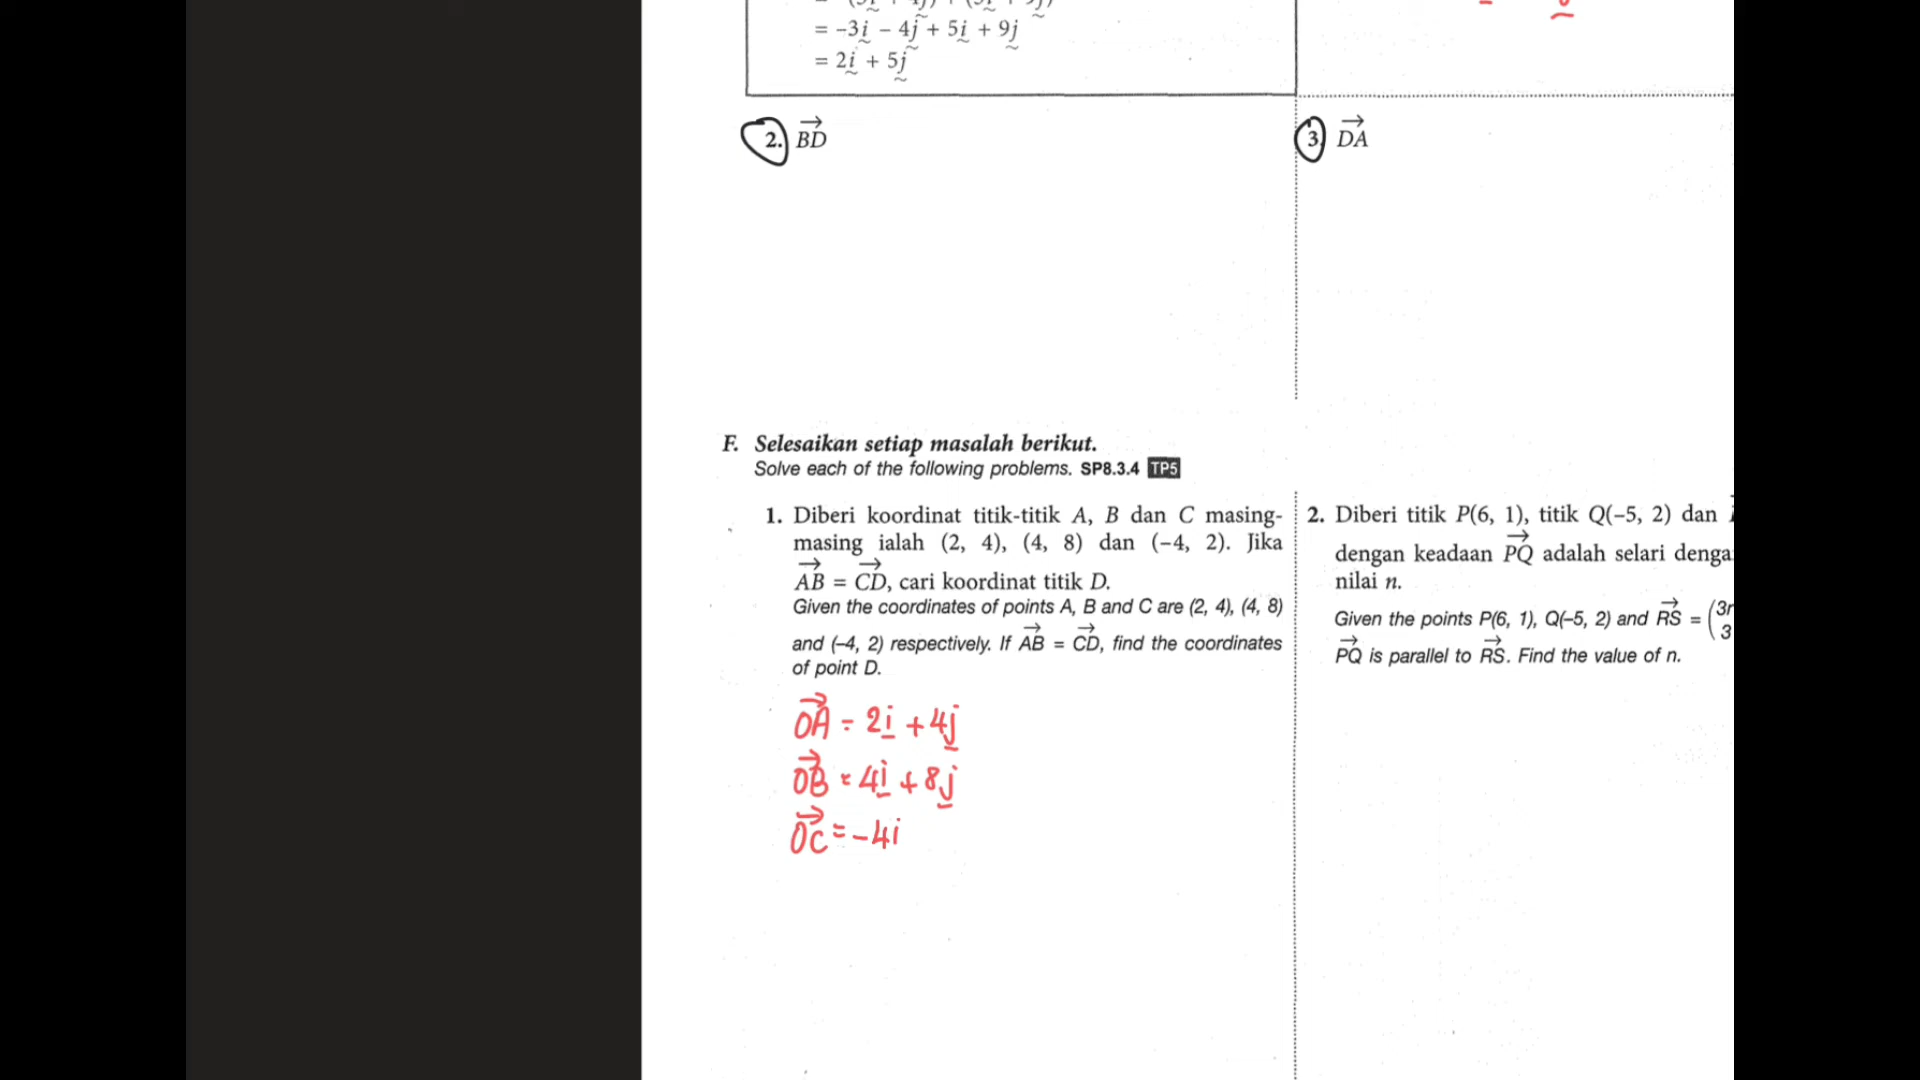 = -3i - 4j + 5i + 9j
= 2i + 5j
2. BD
3. DA
F. Selesaikan setiap masalah berikut.
Solve each of the following problems. SP8.3.4 TP5
1. Diberi koordinat titik-titik A, B dan C masing-
masing ialah (2, 4), (4, 8) dan (–4, 2). Jika
AB = CD, cari koordinat titik D.
Given the coordinates of points A, B and C are (2, 4), (4, 8)
and (–4, 2) respectively. If AB = CD, find the coordinates
of point D.
OA = 2i + 4j
OB = 4i + 8j
OC = -4i
2. Diberi titik P(6, 1), titik Q(–5, 2) dan
dengan keadaan PQ adalah selari denga
nilai n.
Given the points P(6, 1), Q(–5, 2) and RS = (3
3
PQ is parallel to RS. Find the value of n.